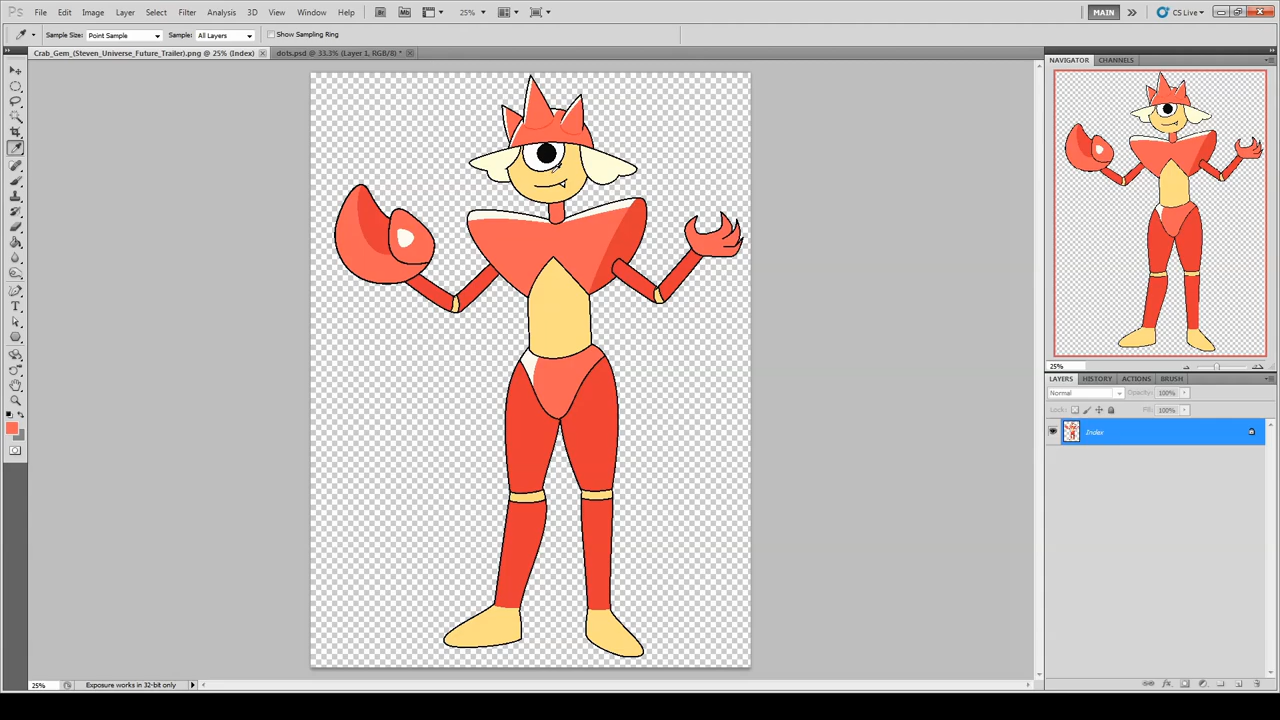 Ps File Edit Image Layer Select Filter Analysis 3D View Window Help Br Mb 25% MAIN CS Live
Sample Size: Point Sample Sample: All Layers Show Sampling Ring
Crab_Gem_(Steven_Universe_Future_Trailer).png @ 25% (Index) dots.psd @ 33.3% (Layer 1, RGB/8) *
NAVIGATOR CHANNELS
25%
LAYERS HISTORY ACTIONS BRUSH
Normal Opacity: 100%
Lock: Fill: 100%
Index
25% Exposure works in 32-bit only